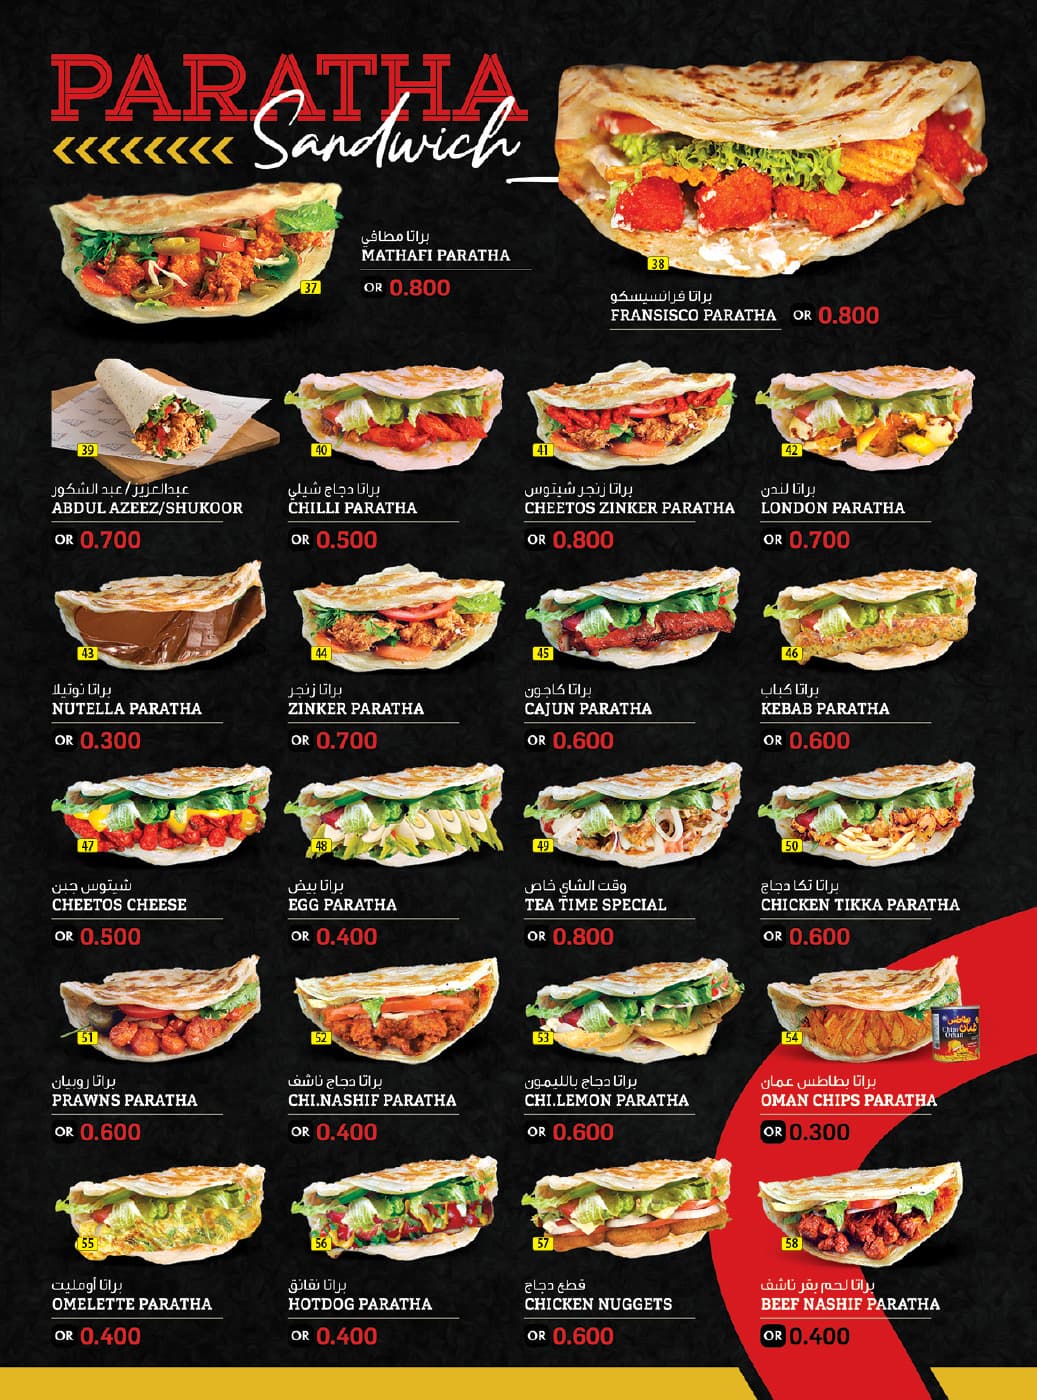 PARATHA
Sandwich
براتا مطافي
MATHAFI PARATHA
37
OR 0.800
38
براتا فرانسيسكو
FRANSISCO PARATHA OR 0.800
39
عبدالعزيز/عبد الشكور
ABDUL AZEEZ/SHUKOOR
OR 0.700
40
براتا دجاج شيلي
CHILLI PARATHA
OR 0.500
41
براتا زنجر شيتوس
CHEETOS ZINKER PARATHA
OR 0.800
42
براتا لندن
LONDON PARATHA
OR 0.700
43
براتا نوتيلا
NUTELLA PARATHA
OR 0.300
44
براتا زنجر
ZINKER PARATHA
OR 0.700
45
براتا كاجون
CAJUN PARATHA
OR 0.600
46
براتا كباب
KEBAB PARATHA
OR 0.600
47
شيتوس جبن
CHEETOS CHEESE
OR 0.500
48
براتا بيض
EGG PARATHA
OR 0.400
49
وقت الشاي خاص
TEA TIME SPECIAL
OR 0.800
50
براتا تكا دجاج
CHICKEN TIKKA PARATHA
OR 0.600
51
براتا روبيان
PRAWNS PARATHA
OR 0.600
52
براتا دجاج ناشف
CHI.NASHIF PARATHA
OR 0.400
53
براتا دجاج بالليمون
CHI.LEMON PARATHA
OR 0.600
54
بطاطس
عمان
Chips
Oman
براتا بطاطس عمان
OMAN CHIPS PARATHA
OR 0.300
55
براتا أومليت
OMELETTE PARATHA
OR 0.400
56
براتا نقانق
HOTDOG PARATHA
OR 0.400
57
قطع دجاج
CHICKEN NUGGETS
OR 0.600
58
براتا لحم بقر ناشف
BEEF NASHIF PARATHA
OR 0.400